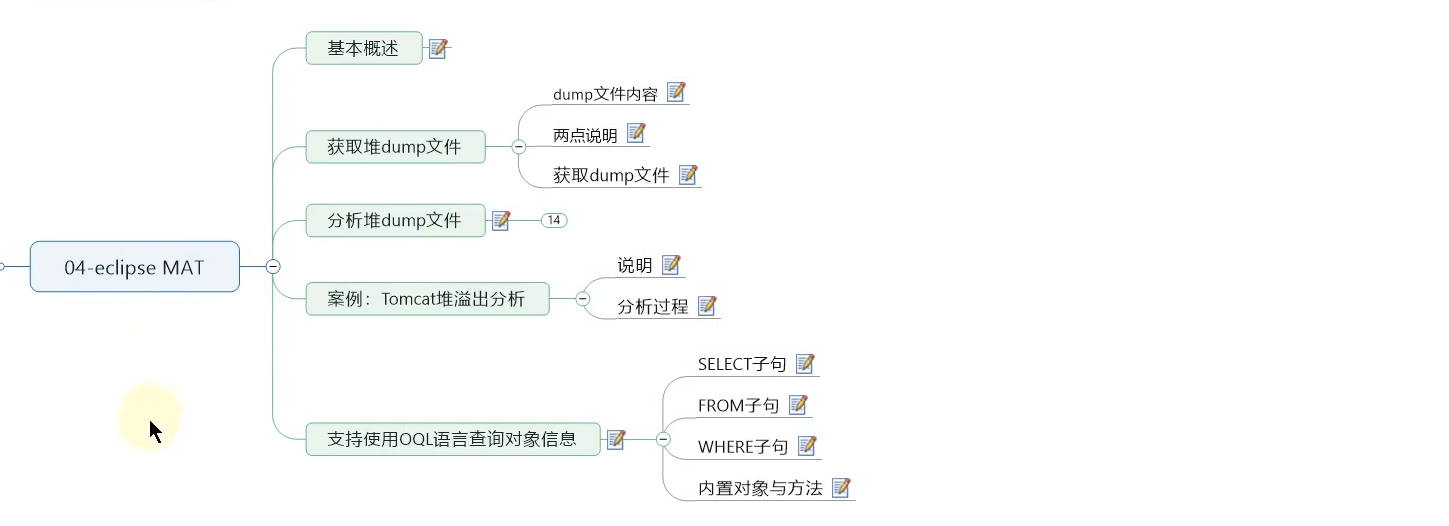 基本概述
dump文件内容
两点说明
获取堆dump文件
获取dump文件
分析堆dump文件
14
04-eclipse MAT
说明
案例：Tomcat堆溢出分析
分析过程
SELECT子句
FROM子句
支持使用OQL语言查询对象信息
WHERE子句
内置对象与方法